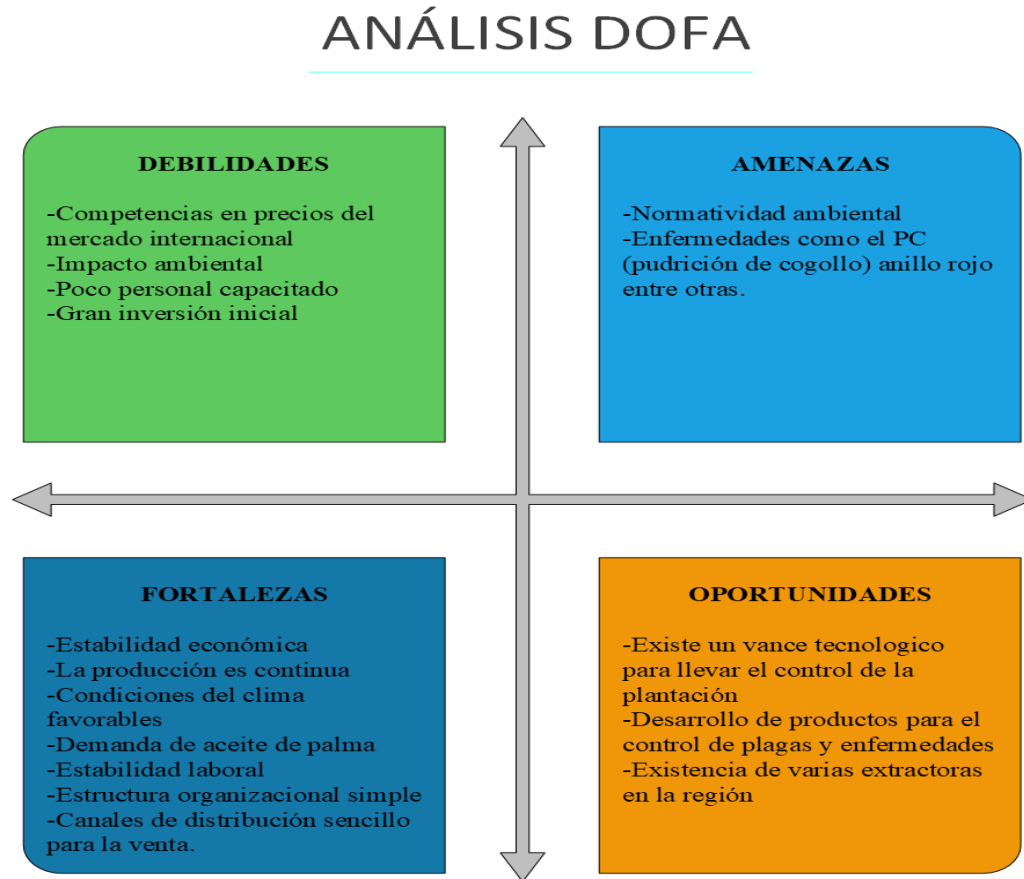 ANÁLISIS DOFA
DEBILIDADES
-Competencias en precios del
mercado internacional
-Impacto ambiental
-Poco personal capacitado
-Gran inversión inicial
AMENAZAS
-Normatividad ambiental
-Enfermedades como el PC
(pudrición de cogollo) anillo rojo
entre otras.
FORTALEZAS
-Estabilidad económica
-La producción es continua
-Condiciones del clima
favorables
-Demanda de aceite de palma
-Estabilidad laboral
-Estructura organizacional simple
-Canales de distribución sencillo
para la venta.
OPORTUNIDADES
-Existe un vance tecnologico
para llevar el control de la
plantación
-Desarrollo de productos para el
control de plagas y enfermedades
-Existencia de varias extractoras
en la región